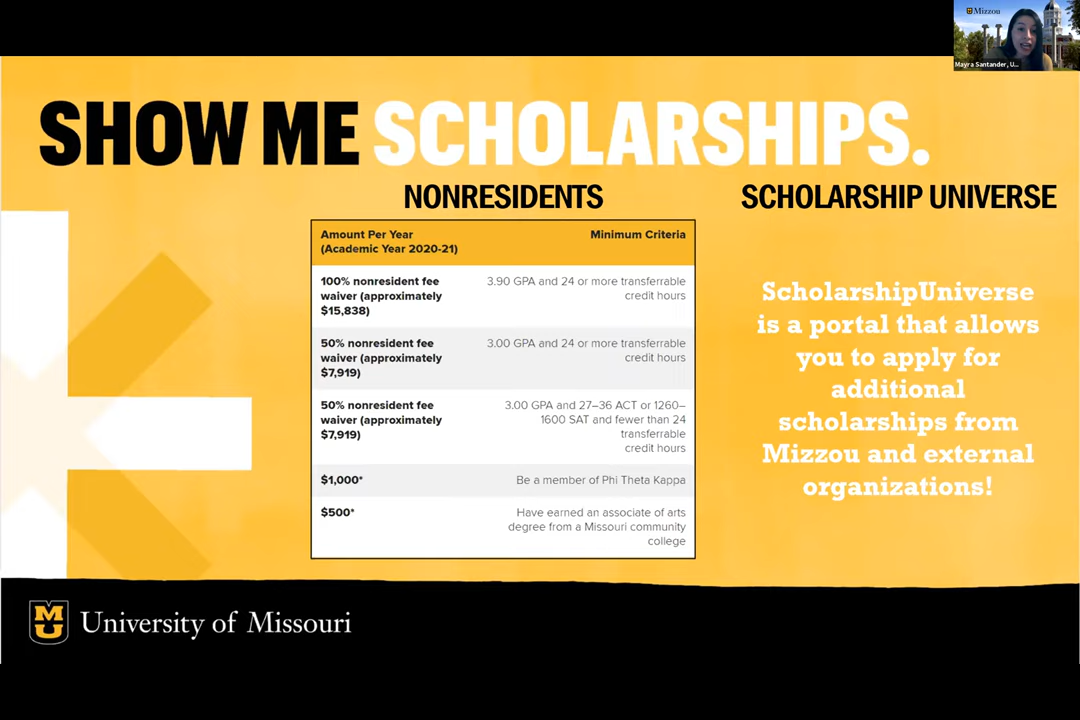 Mizzou
Mayra Santander, U...
SHOW ME SCHOLARSHIPS.
NONRESIDENTS
Amount Per Year
(Academic Year 2020-21)
Minimum Criteria
100% nonresident fee
waiver (approximately
$15,838)
3.90 GPA and 24 or more transferrable
credit hours
50% nonresident fee
waiver (approximately
$7,919)
3.00 GPA and 24 or more transferrable
credit hours
50% nonresident fee
waiver (approximately
$7,919)
3.00 GPA and 27–36 ACT or 1260–
1600 SAT and fewer than 24
transferrable
credit hours
$1,000*
Be a member of Phi Theta Kappa
$500*
Have earned an associate of arts
degree from a Missouri community
college
SCHOLARSHIP UNIVERSE
ScholarshipUniverse
is a portal that allows
you to apply for
additional
scholarships from
Mizzou and external
organizations!
MU
University of Missouri